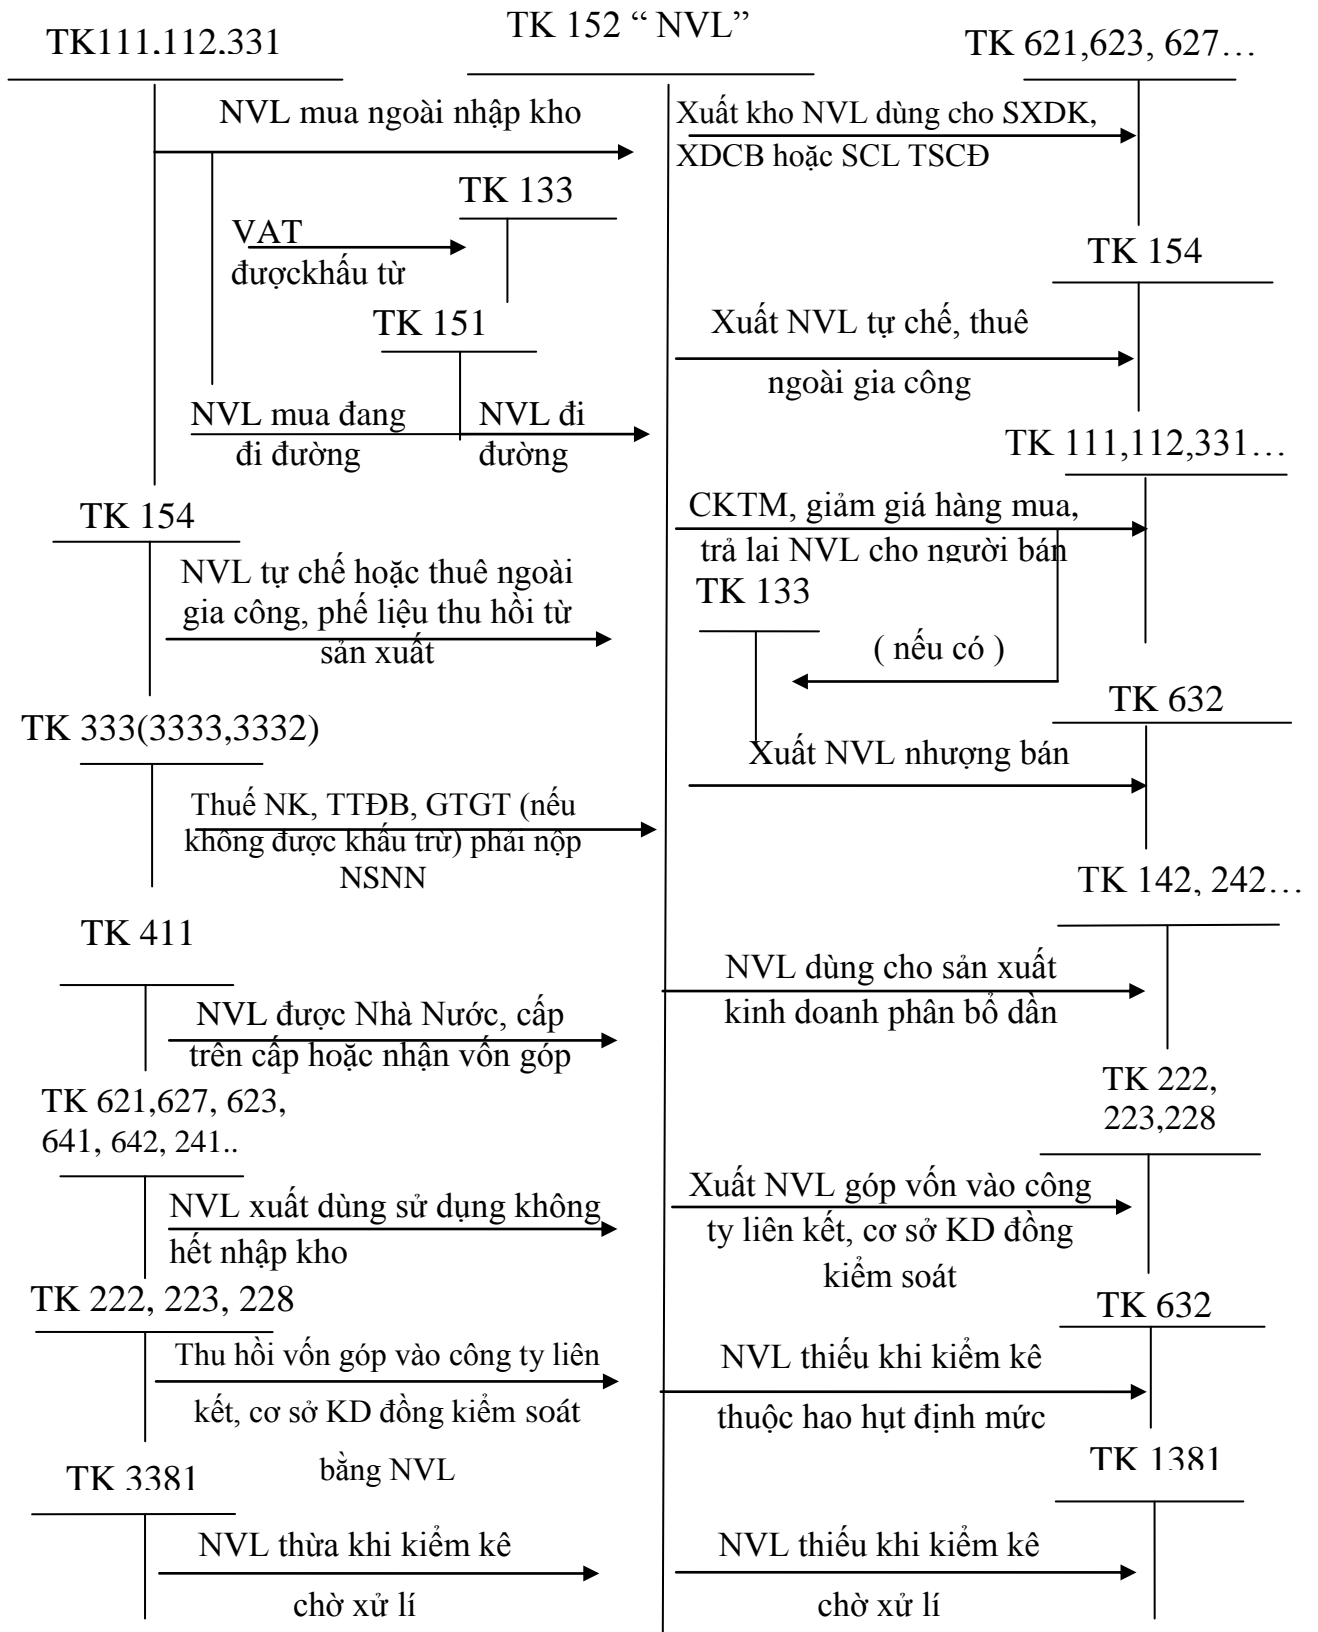 TK111,112,331
TK 152 “ NVL”
TK 621,623, 627…
NVL mua ngoài nhập kho
Xuất kho NVL dùng cho SXDK,
XDCB hoặc SCL TSCĐ
TK 133
VAT
đượckhấu từ
TK 154
TK 151
Xuất NVL tự chế, thuê
ngoài gia công
NVL mua đang
đi đường
NVL đi
đường
TK 111,112,331…
TK 154
CKTM, giảm giá hàng mua,
trả lai NVL cho người bán
NVL tự chế hoặc thuê ngoài
gia công, phế liệu thu hồi từ
sản xuất
TK 133
( nếu có )
TK 632
TK 333(3333,3332)
Xuất NVL nhượng bán
Thuế NK, TTĐB, GTGT (nếu
không được khấu trừ) phải nộp
NSNN
TK 142, 242…
TK 411
NVL dùng cho sản xuất
kinh doanh phân bổ dần
NVL được Nhà Nước, cấp
trên cấp hoặc nhận vốn góp
TK 222,
223,228
TK 621,627, 623,
641, 642, 241..
NVL xuất dùng sử dụng không
hết nhập kho
Xuất NVL góp vốn vào công
ty liên kết, cơ sở KD đồng
kiểm soát
TK 222, 223, 228
TK 632
Thu hồi vốn góp vào công ty liên
kết, cơ sở KD đồng kiểm soát
bằng NVL
NVL thiếu khi kiểm kê
thuộc hao hụt định mức
TK 3381
TK 1381
NVL thừa khi kiểm kê
chờ xử lí
NVL thiếu khi kiểm kê
chờ xử lí